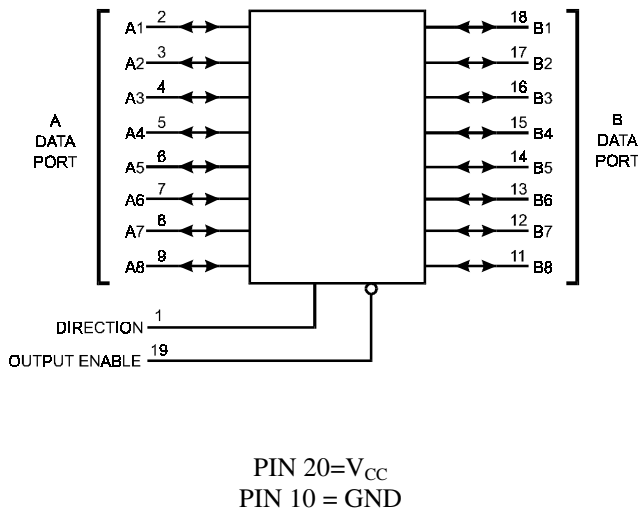 A1 2 18 B1
A2 3 17 B2
A3 4 16 B3
A4 5 15 B4
A5 6 14 B5
A6 7 13 B6
A7 8 12 B7
A8 9 11 B8
A
DATA
PORT
B
DATA
PORT
DIRECTION 1
OUTPUT ENABLE 19
PIN 20=VCC
PIN 10 = GND